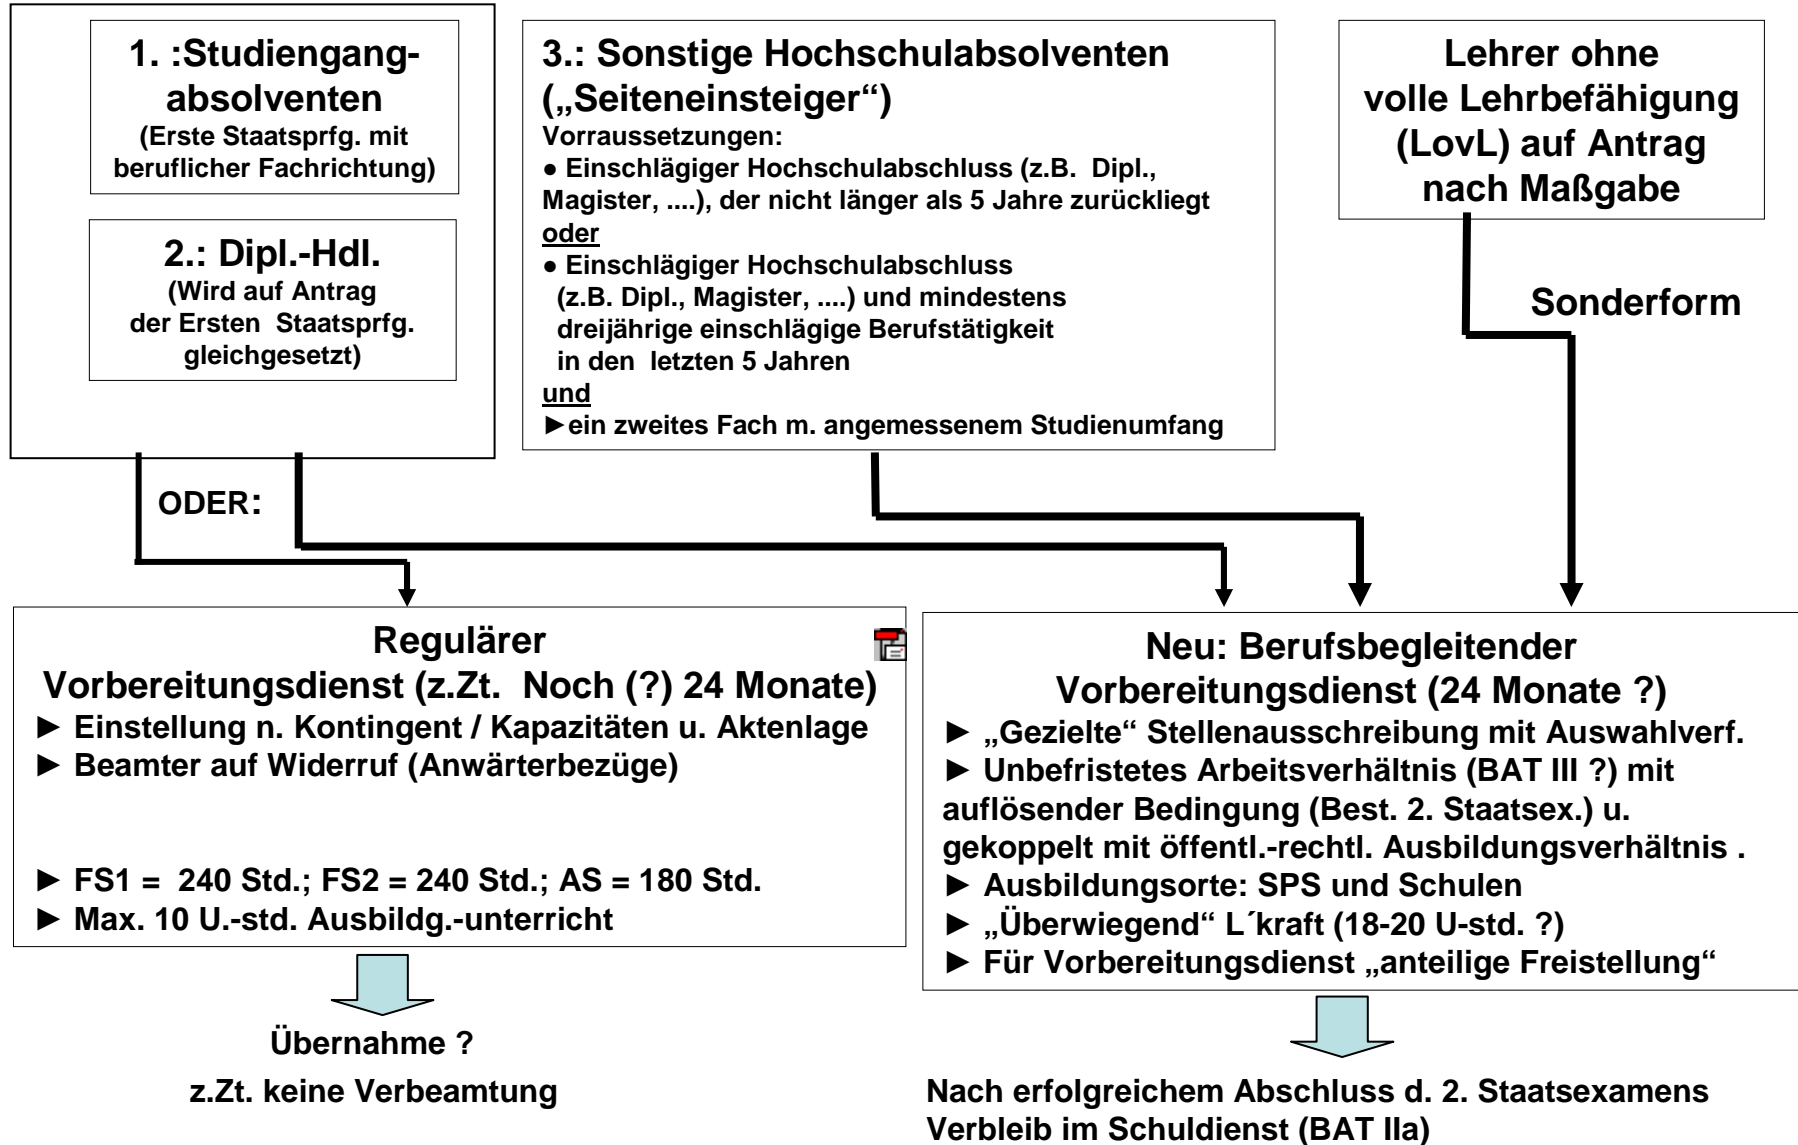 1. :Studiengang-
absolventen
(Erste Staatsprfg. mit
beruflicher Fachrichtung)
2.: Dipl.-Hdl.
(Wird auf Antrag
der Ersten Staatsprfg.
gleichgesetzt)
3.: Sonstige Hochschulabsolventen
(„Seiteneinsteiger“)
Vorraussetzungen:
● Einschlägiger Hochschulabschluss (z.B. Dipl.,
Magister, ....), der nicht länger als 5 Jahre zurückliegt
oder
● Einschlägiger Hochschulabschluss
(z.B. Dipl., Magister, ....) und mindestens
dreijährige einschlägige Berufstätigkeit
in den letzten 5 Jahren
und
►ein zweites Fach m. angemessenem Studienumfang
Lehrer ohne
volle Lehrbefähigung
(LovL) auf Antrag
nach Maßgabe
Sonderform
ODER:
Regulärer
Vorbereitungsdienst (z.Zt. Noch (?) 24 Monate)
► Einstellung n. Kontingent / Kapazitäten u. Aktenlage
► Beamter auf Widerruf (Anwärterbezüge)
► FS1 = 240 Std.; FS2 = 240 Std.; AS = 180 Std.
► Max. 10 U.-std. Ausbildg.-unterricht
Übernahme ?
z.Zt. keine Verbeamtung
Neu: Berufsbegleitender
Vorbereitungsdienst (24 Monate ?)
► „Gezielte“ Stellenausschreibung mit Auswahlverf.
► Unbefristetes Arbeitsverhältnis (BAT III ?) mit
auflösender Bedingung (Best. 2. Staatsex.) u.
gekoppelt mit öffentl.-rechtl. Ausbildungsverhältnis .
► Ausbildungsorte: SPS und Schulen
► „Überwiegend“ L´kraft (18-20 U-std. ?)
► Für Vorbereitungsdienst „anteilige Freistellung“
Nach erfolgreichem Abschluss d. 2. Staatsexamens
Verbleib im Schuldienst (BAT IIa)